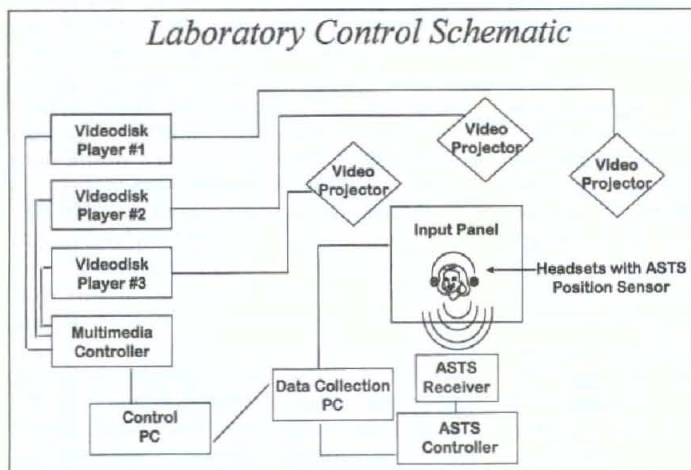 Laboratory Control Schematic
Videodisk
Player #1
Video
Projector
Video
Projector
Video
Projector
Videodisk
Player #2
Input Panel
Videodisk
Player #3
Headsets with ASTS
Position Sensor
Multimedia
Controller
ASTS
Receiver
Data Collection
PC
Control
PC
ASTS
Controller